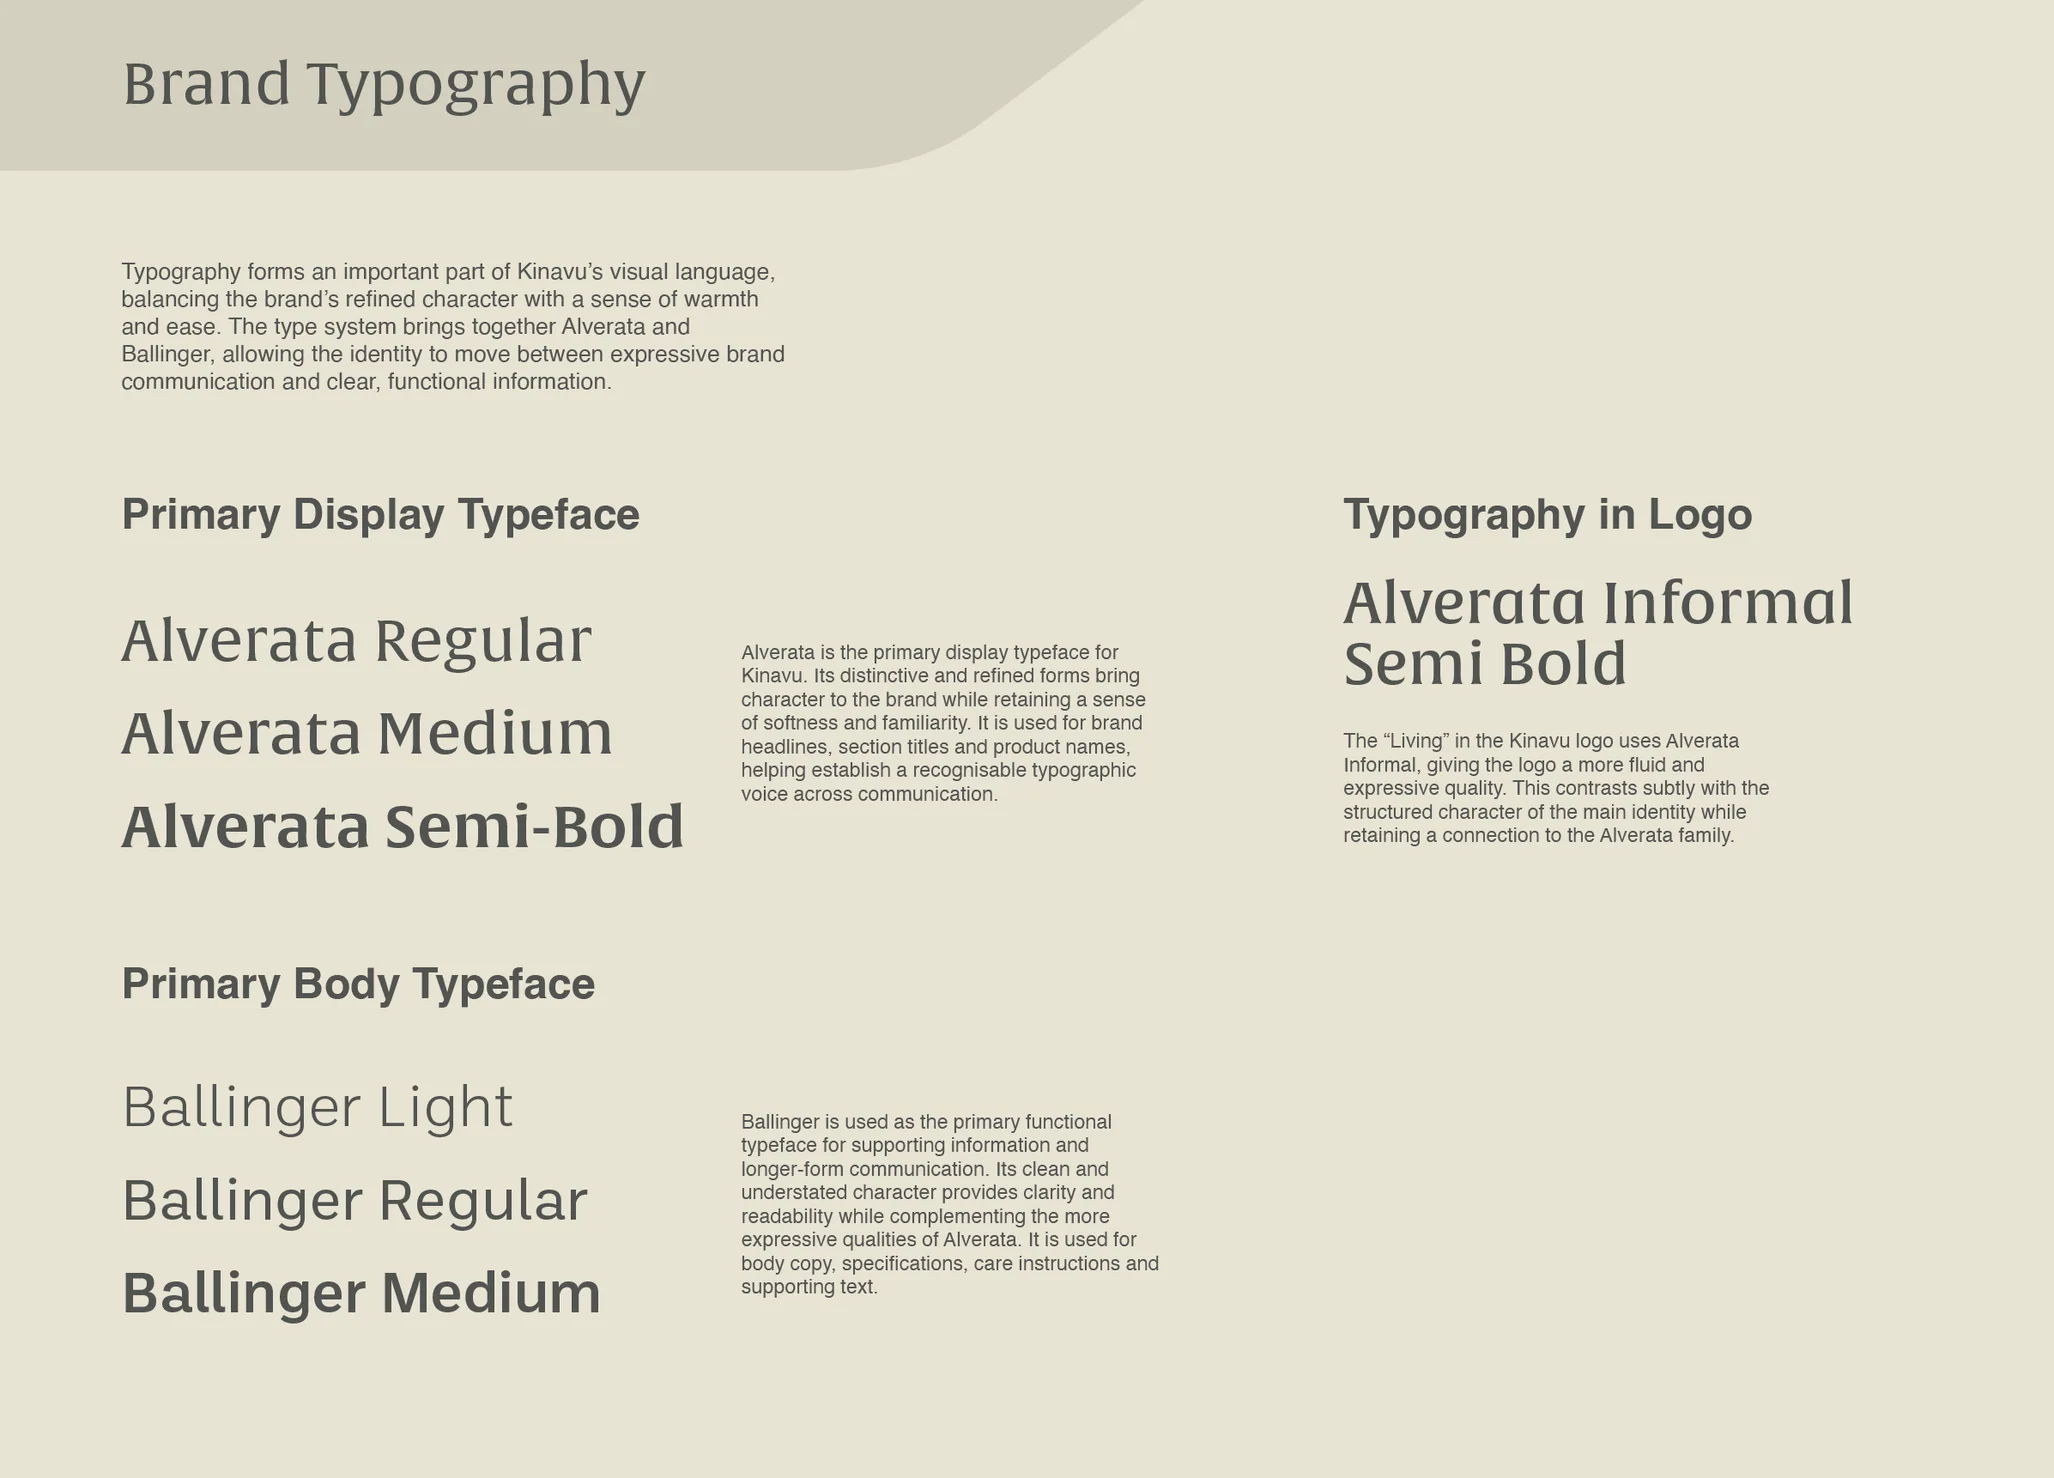 Brand Typography
Typography forms an important part of Kinavu’s visual language,
balancing the brand’s refined character with a sense of warmth
and ease. The type system brings together Alverata and
Ballinger, allowing the identity to move between expressive brand
communication and clear, functional information.
Primary Display Typeface
Alverata Regular
Alverata Medium
Alverata Semi-Bold
Alverata is the primary display typeface for
Kinavu. Its distinctive and refined forms bring
character to the brand while retaining a sense
of softness and familiarity. It is used for brand
headlines, section titles and product names,
helping establish a recognisable typographic
voice across communication.
Typography in Logo
Alverata Informal
Semi Bold
The “Living” in the Kinavu logo uses Alverata
Informal, giving the logo a more fluid and
expressive quality. This contrasts subtly with the
structured character of the main identity while
retaining a connection to the Alverata family.
Primary Body Typeface
Ballinger Light
Ballinger Regular
Ballinger Medium
Ballinger is used as the primary functional
typeface for supporting information and
longer-form communication. Its clean and
understated character provides clarity and
readability while complementing the more
expressive qualities of Alverata. It is used for
body copy, specifications, care instructions and
supporting text.